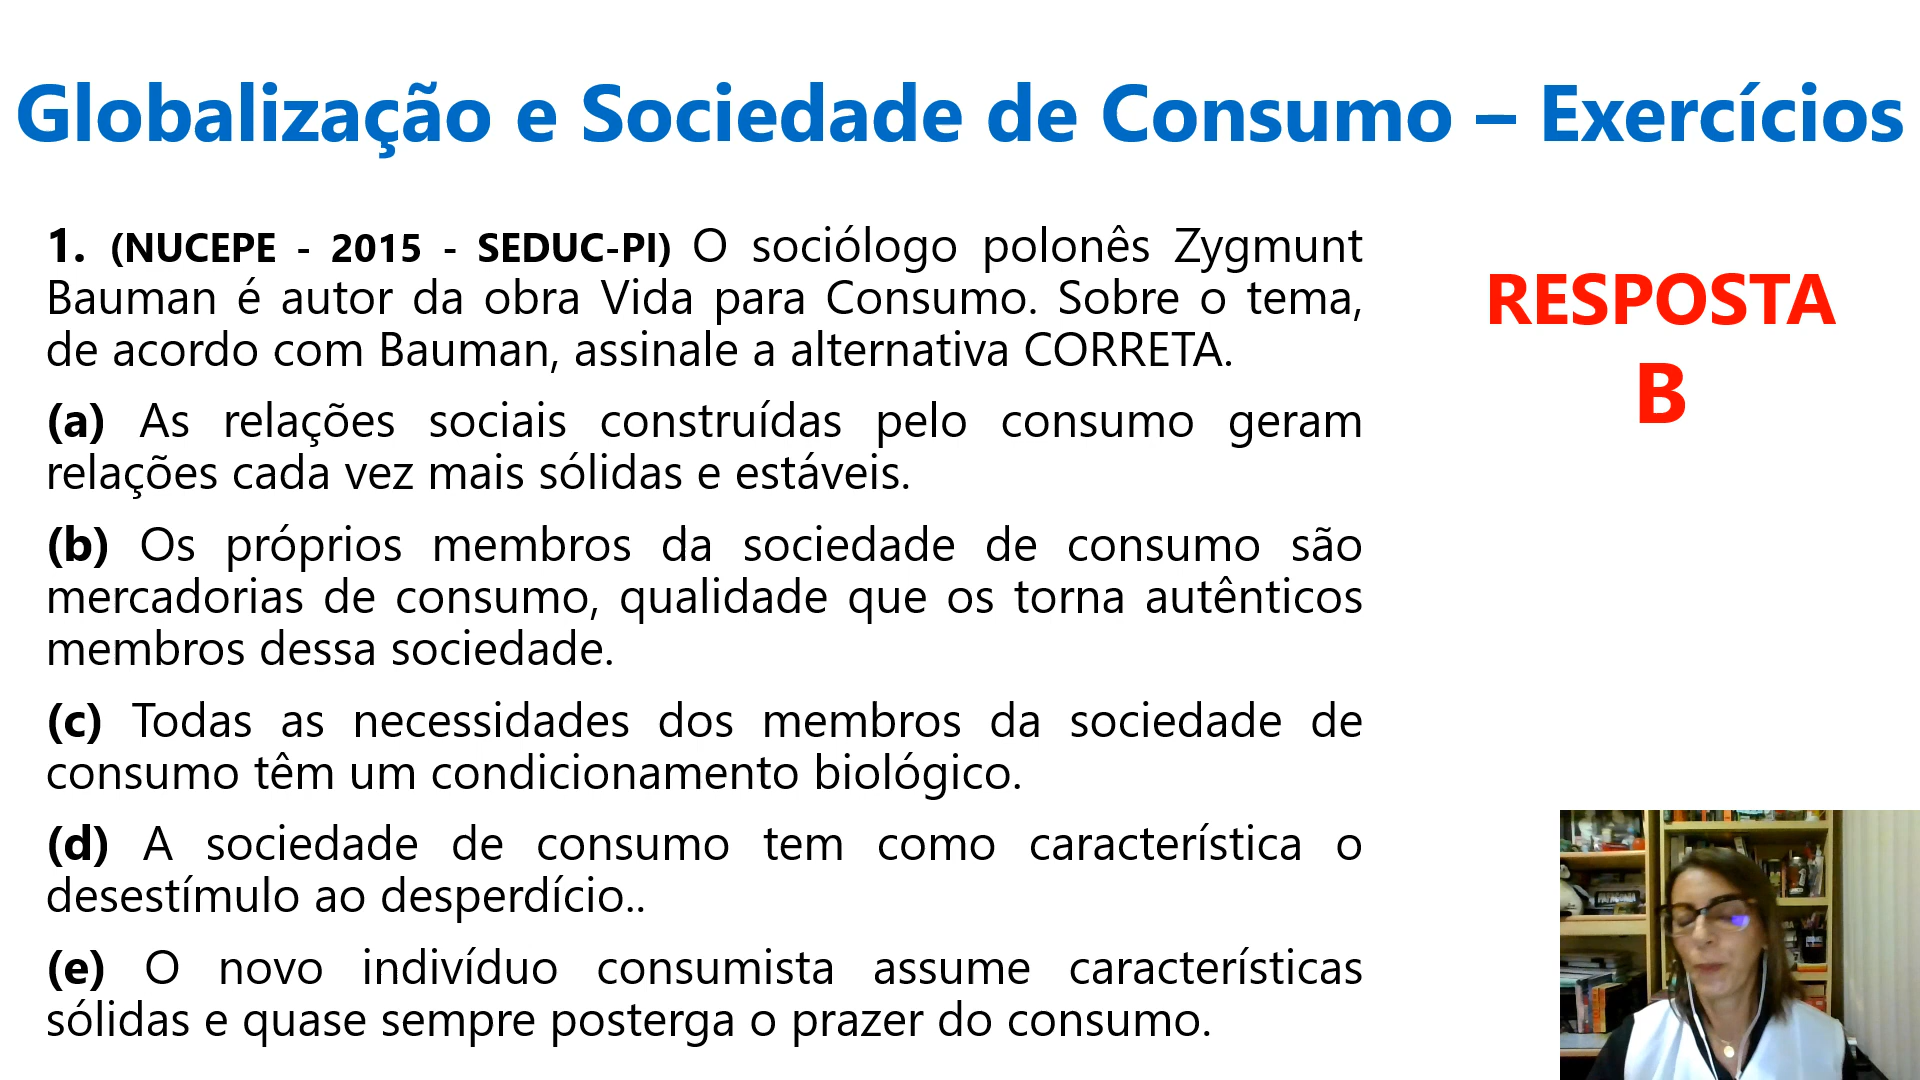 Globalização e Sociedade de Consumo – Exercícios
1. (NUCEPE - 2015 - SEDUC-PI) O sociólogo polonês Zygmunt
Bauman é autor da obra Vida para Consumo. Sobre o tema,
de acordo com Bauman, assinale a alternativa CORRETA.
(a) As relações sociais construídas pelo consumo geram
relações cada vez mais sólidas e estáveis.
(b) Os próprios membros da sociedade de consumo são
mercadorias de consumo, qualidade que os torna autênticos
membros dessa sociedade.
(c) Todas as necessidades dos membros da sociedade de
consumo têm um condicionamento biológico.
(d) A sociedade de consumo tem como característica o
desestímulo ao desperdício..
(e) O novo indivíduo consumista assume características
sólidas e quase sempre posterga o prazer do consumo.
RESPOSTA
B